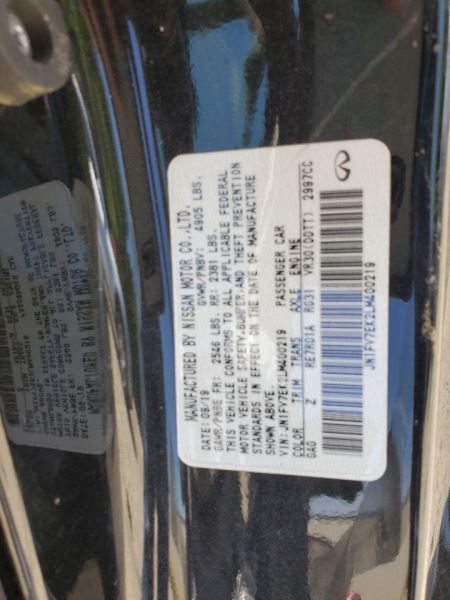 MANUFACTURED BY NISSAN MOTOR CO.,LTD.
DATE: 09/19 GVWR/PNBV: 4905 LBS.
GAWR/PNBE FR: 2546 LBS. RR: 2381 LBS.
THIS VEHICLE CONFORMS TO ALL APPLICABLE FEDERAL
MOTOR VEHICLE SAFETY,BUMPER,AND THEFT PREVENTION
STANDARDS IN EFFECT ON THE DATE OF MANUFACTURE
SHOWN ABOVE.
VIN: JN1FV7EK2LM400219 PASSENGER CAR
COLOR TRIM TRANS AXLE ENGINE
GAG Z RE7R01A R631 VR30(DDTT) 2997CC
JN1FV7EK2LM400219